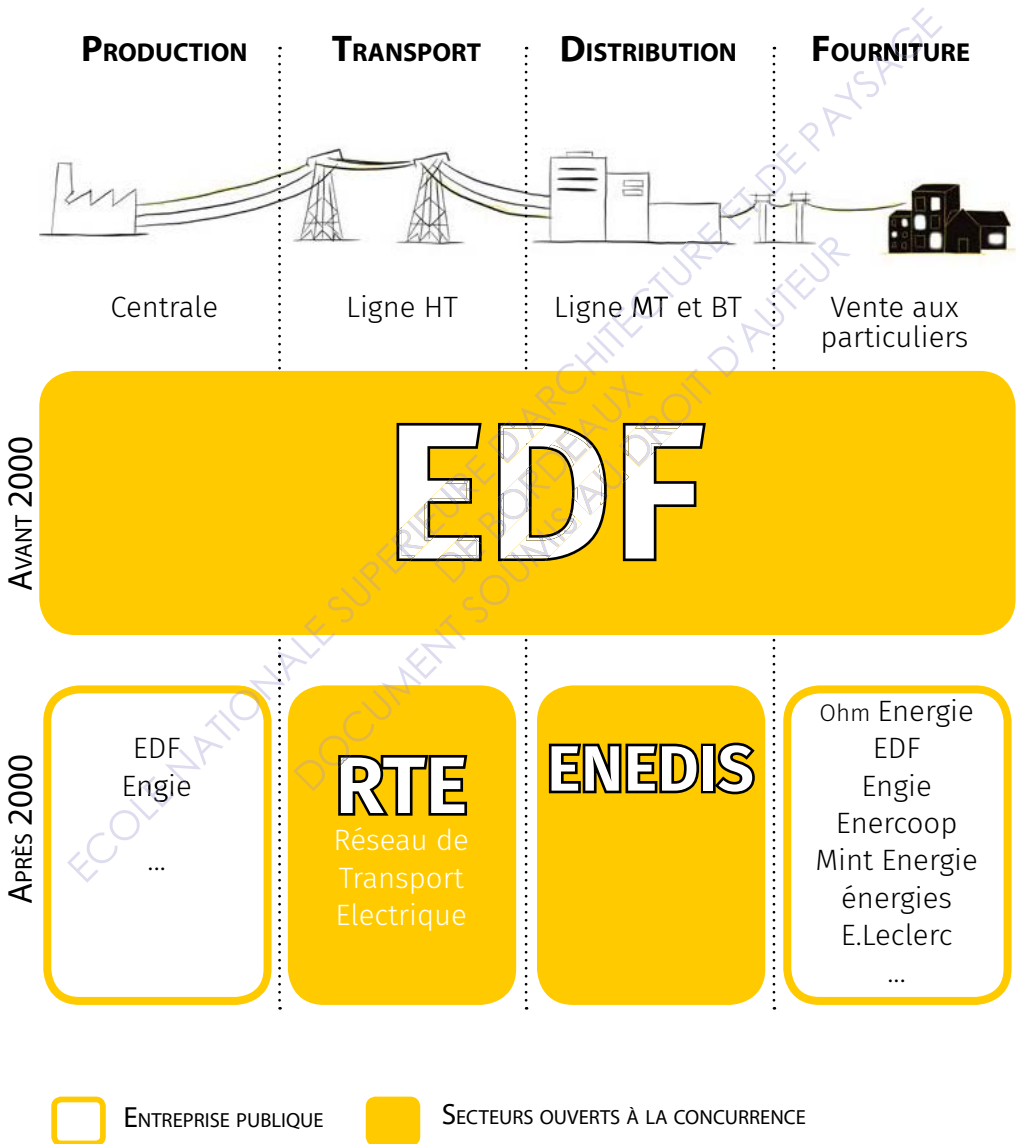 PRODUCTION
TRANSPORT
DISTRIBUTION
FOURNITURE
Centrale
Ligne HT
Ligne MT et BT
Vente aux
particuliers
AVANT 2000
EDF
APRÈS 2000
EDF
Engie
...
RTE
Réseau de
Transport
Electrique
ENEDIS
Ohm Energie
EDF
Engie
Enercoop
Mint Energie
énergies
E.Leclerc
...
ENTREPRISE PUBLIQUE
SECTEURS OUVERTS À LA CONCURRENCE
ECOLE NATIONALE SUPERIEURE D'ARCHITECTURE ET DE PAYSAGE
DE BORDEAUX
DOCUMENT SOUMIS AU DROIT D'AUTEUR